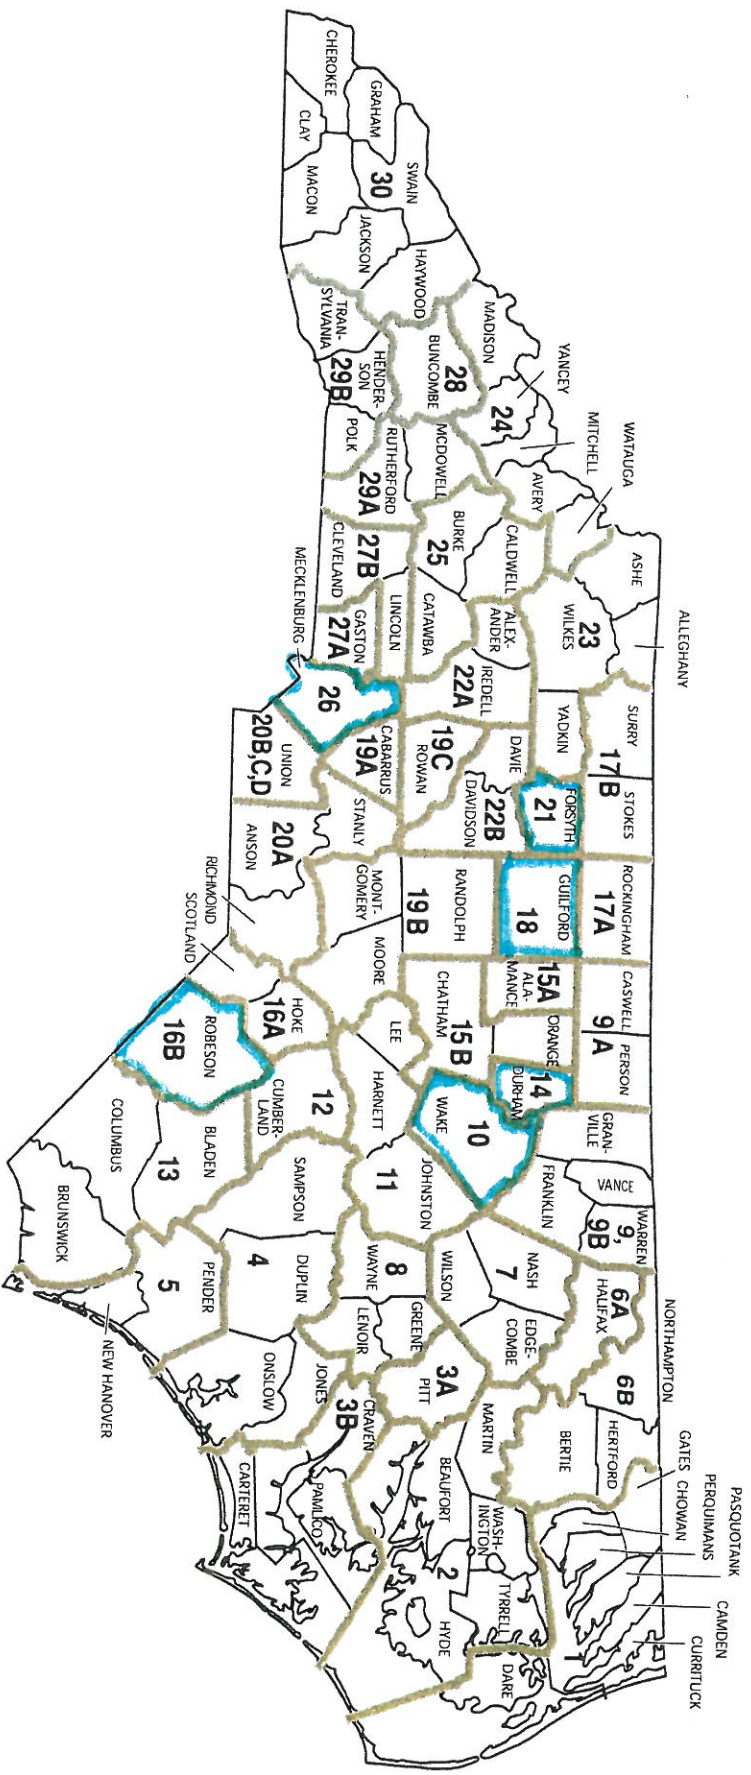 CHEROKEE
GRAHAM
CLAY
30
SWAIN
MACON
JACKSON
HAYWOOD
TRAN-
SYLVANIA
MADISON
BUNCOMBE
28
HENDER-
SON
29B
YANCEY
24
MITCHELL
POLK
RUTHERFORD
29A
MCDOWELL
WATAUGA
AVERY
BURKE
25
CALDWELL
CLEVELAND
27B
ASHE
MECKLENBURG
GASTON
27A
LINCOLN
CATAWBA
ALEX-
ANDER
WILKES
23
ALLEGHANY
26
IREDELL
22A
SURRY
17B
YADKIN
UNION
20B,C,D
CABARRUS
19A
19C
ROWAN
DAVIE
FORSYTH
21
STOKES
DAVIDSON
22B
STANLY
20A
ANSON
RICHMOND
SCOTLAND
MONT-
GOMERY
RANDOLPH
19B
GUILFORD
18
ROCKINGHAM
17A
MOORE
HOKE
16A
CHATHAM
15B
15A
ALA-
MANCE
CASWELL
9A
PERSON
ORANGE
ROBESON
16B
LEE
14
DURHAM
HARNETT
CUMBER-
LAND
12
WAKE
10
GRAN-
VILLE
COLUMBUS
BLADEN
13
SAMPSON
JOHNSTON
11
FRANKLIN
VANCE
WARREN
9,
9B
BRUNSWICK
PENDER
5
DUPLIN
4
WAYNE
8
WILSON
NASH
7
6A
HALIFAX
NORTHAMPTON
6B
NEW HANOVER
ONSLOW
LENOIR
GREENE
EDGE-
COMBE
JONES
CRAVEN
3B
3A
PITT
MARTIN
BERTIE
HERTFORD
GATES
CHOWAN
PERQUIMANS
PASQUOTANK
CARTERET
PAMLICO
BEAUFORT
WASH-
INGTON
2
TYRRELL
HYDE
DARE
1
CAMDEN
CURRITUCK